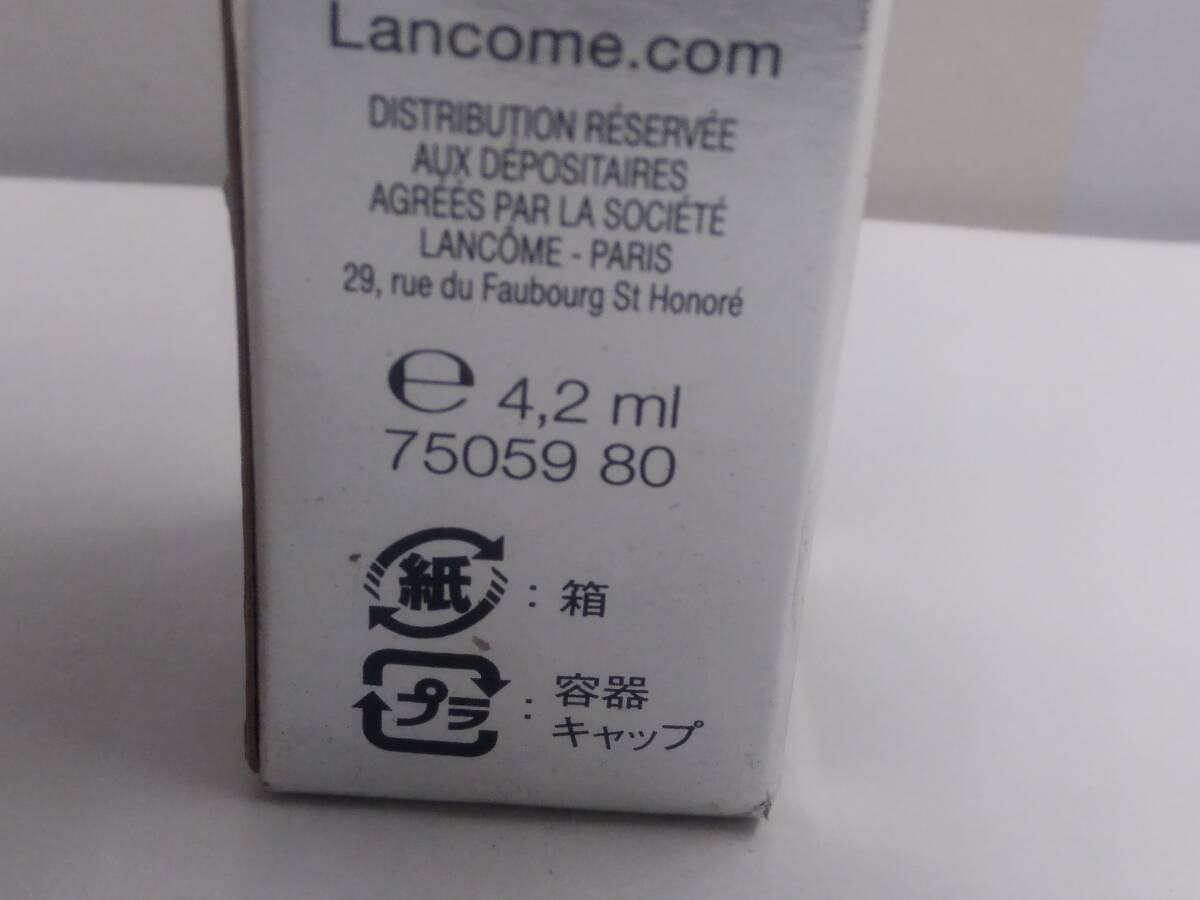 Lancome.com
DISTRIBUTION RÉSERVÉE
AUX DÉPOSITAIRES
AGRÉÉS PAR LA SOCIÉTÉ
LANCÔME - PARIS
29, rue du Faubourg St Honoré
℮ 4,2 ml
75059 80
紙 : 箱
プラ : 容器
キャップ